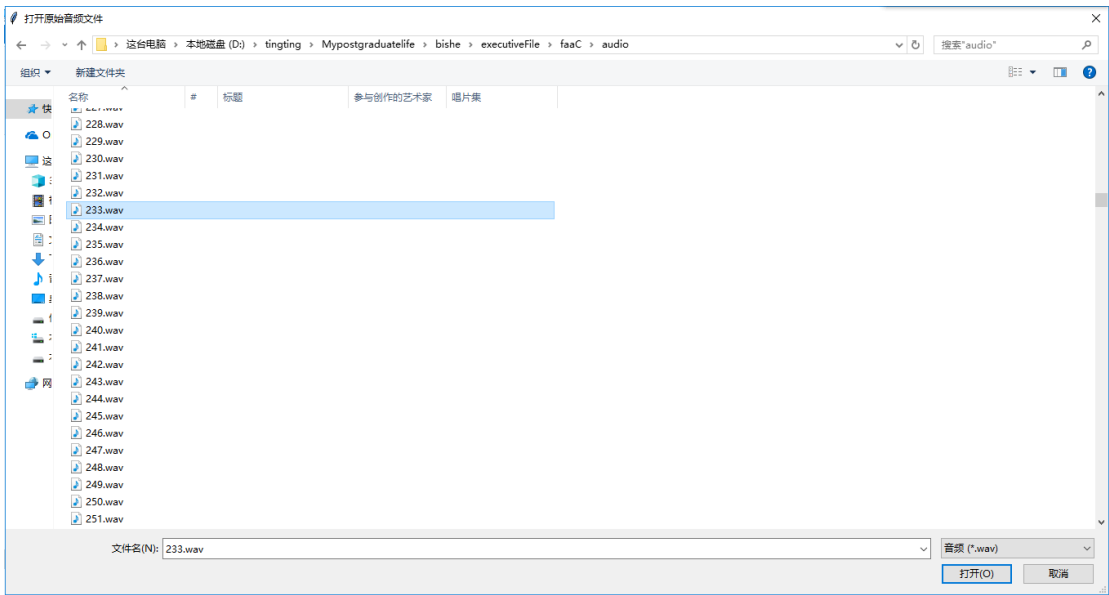 打开原始音频文件
这台电脑 › 本地磁盘 (D:) › tingting › Mypostgraduatelife › bishe › executiveFile › faaC › audio
搜索"audio"
组织
新建文件夹
名称 # 标题 参与创作的艺术家 唱片集
快
O
这
网
228.wav
229.wav
230.wav
231.wav
232.wav
233.wav
234.wav
235.wav
236.wav
237.wav
238.wav
239.wav
240.wav
241.wav
242.wav
243.wav
244.wav
245.wav
246.wav
247.wav
248.wav
249.wav
250.wav
251.wav
文件名(N): 233.wav
音频 (*.wav)
打开(O)
取消